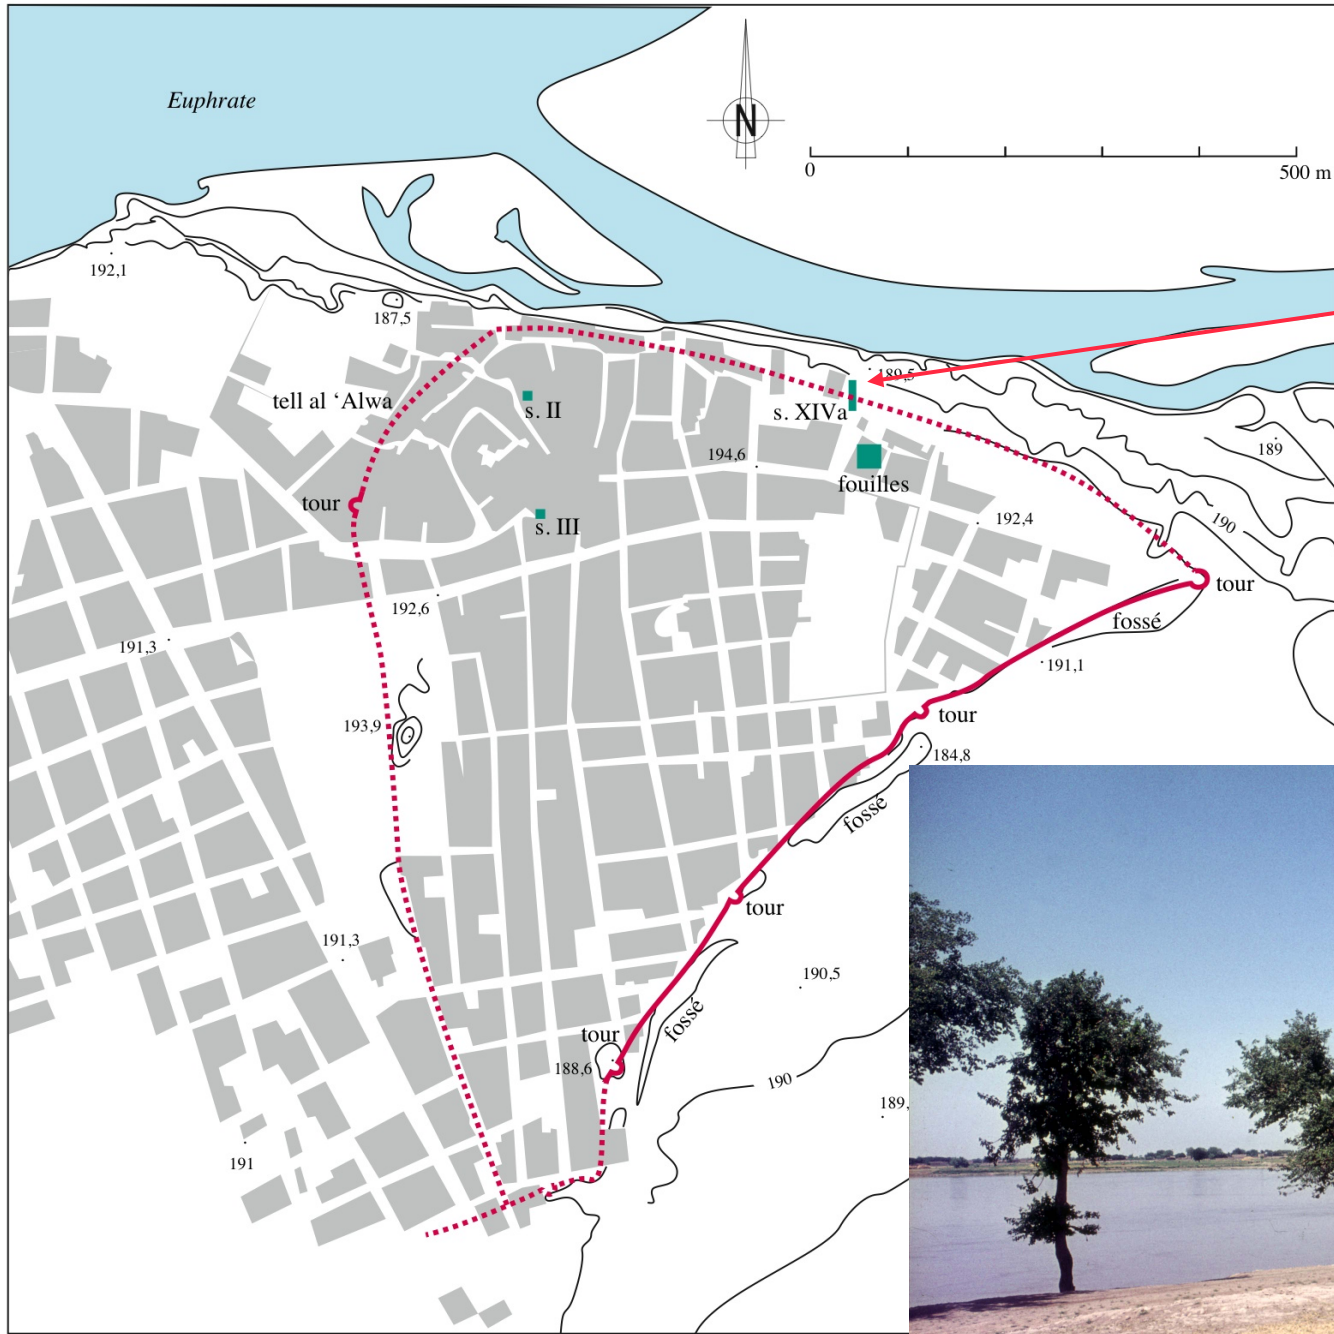 Euphrate
N
0
500 m
192,1
187,5
189,5
tell al ‘Alwa
s. II
s. XIVa
189
194,6
fouilles
tour
s. III
192,4
190
192,6
tour
fossé
191,3
191,1
193,9
tour
184,8
fossé
tour
191,3
190,5
fossé
tour
188,6
190
189,
191